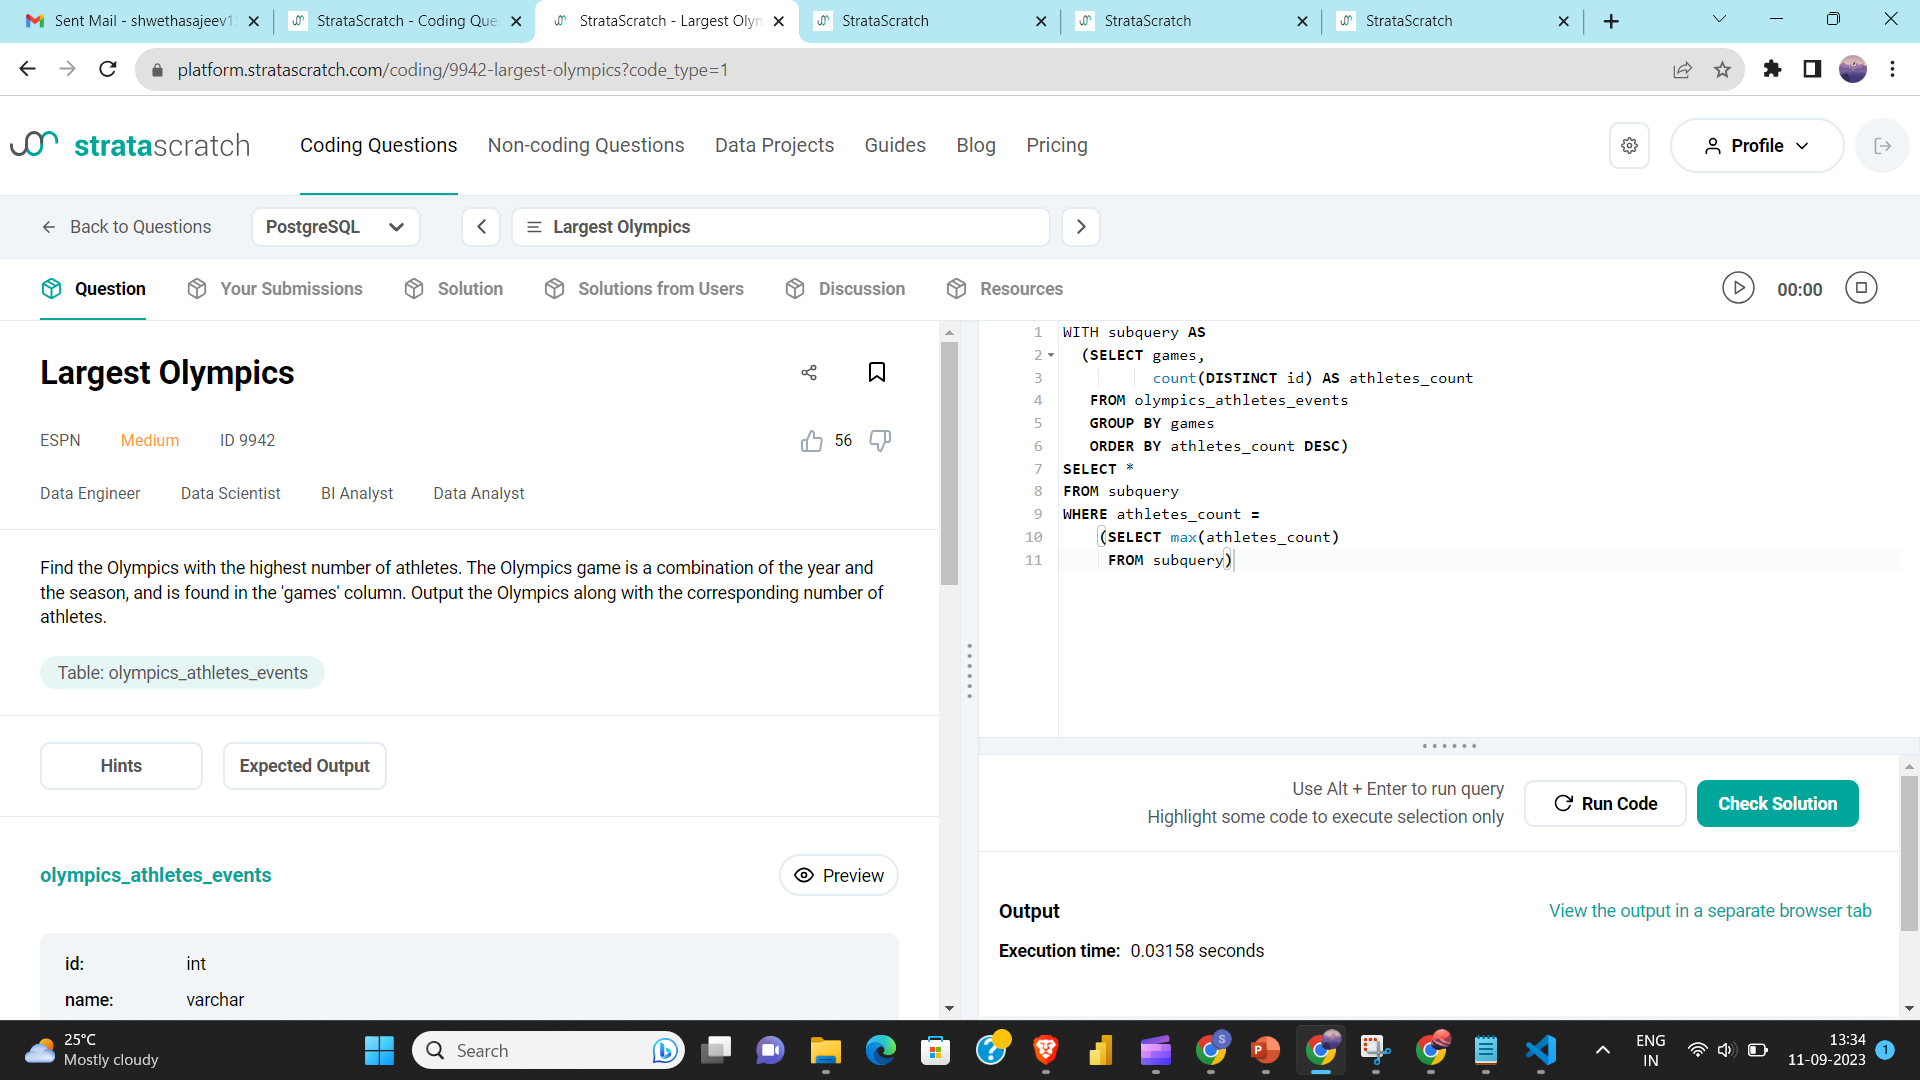 Sent Mail - shwethasajeev1
StrataScratch - Coding Que
StrataScratch - Largest Olyn
StrataScratch
StrataScratch
StrataScratch
platform.stratascratch.com/coding/9942-largest-olympics?code_type=1
stratascratch
Coding Questions
Non-coding Questions
Data Projects
Guides
Blog
Pricing
Profile
Back to Questions
PostgreSQL
Largest Olympics
Question
Your Submissions
Solution
Solutions from Users
Discussion
Resources
00:00
Largest Olympics
ESPN Medium ID 9942
56
Data Engineer Data Scientist BI Analyst Data Analyst
Find the Olympics with the highest number of athletes. The Olympics game is a combination of the year and
the season, and is found in the 'games' column. Output the Olympics along with the corresponding number of
athletes.
Table: olympics_athletes_events
Hints
Expected Output
olympics_athletes_events
Preview
id: int
name: varchar
1 WITH subquery AS
2 (SELECT games,
3 count(DISTINCT id) AS athletes_count
4 FROM olympics_athletes_events
5 GROUP BY games
6 ORDER BY athletes_count DESC)
7 SELECT *
8 FROM subquery
9 WHERE athletes_count =
10 (SELECT max(athletes_count)
11 FROM subquery)
Use Alt + Enter to run query
Highlight some code to execute selection only
Run Code
Check Solution
Output
View the output in a separate browser tab
Execution time: 0.03158 seconds
25°C
Mostly cloudy
Search
S
P
ENG
IN
13:34
11-09-2023
1